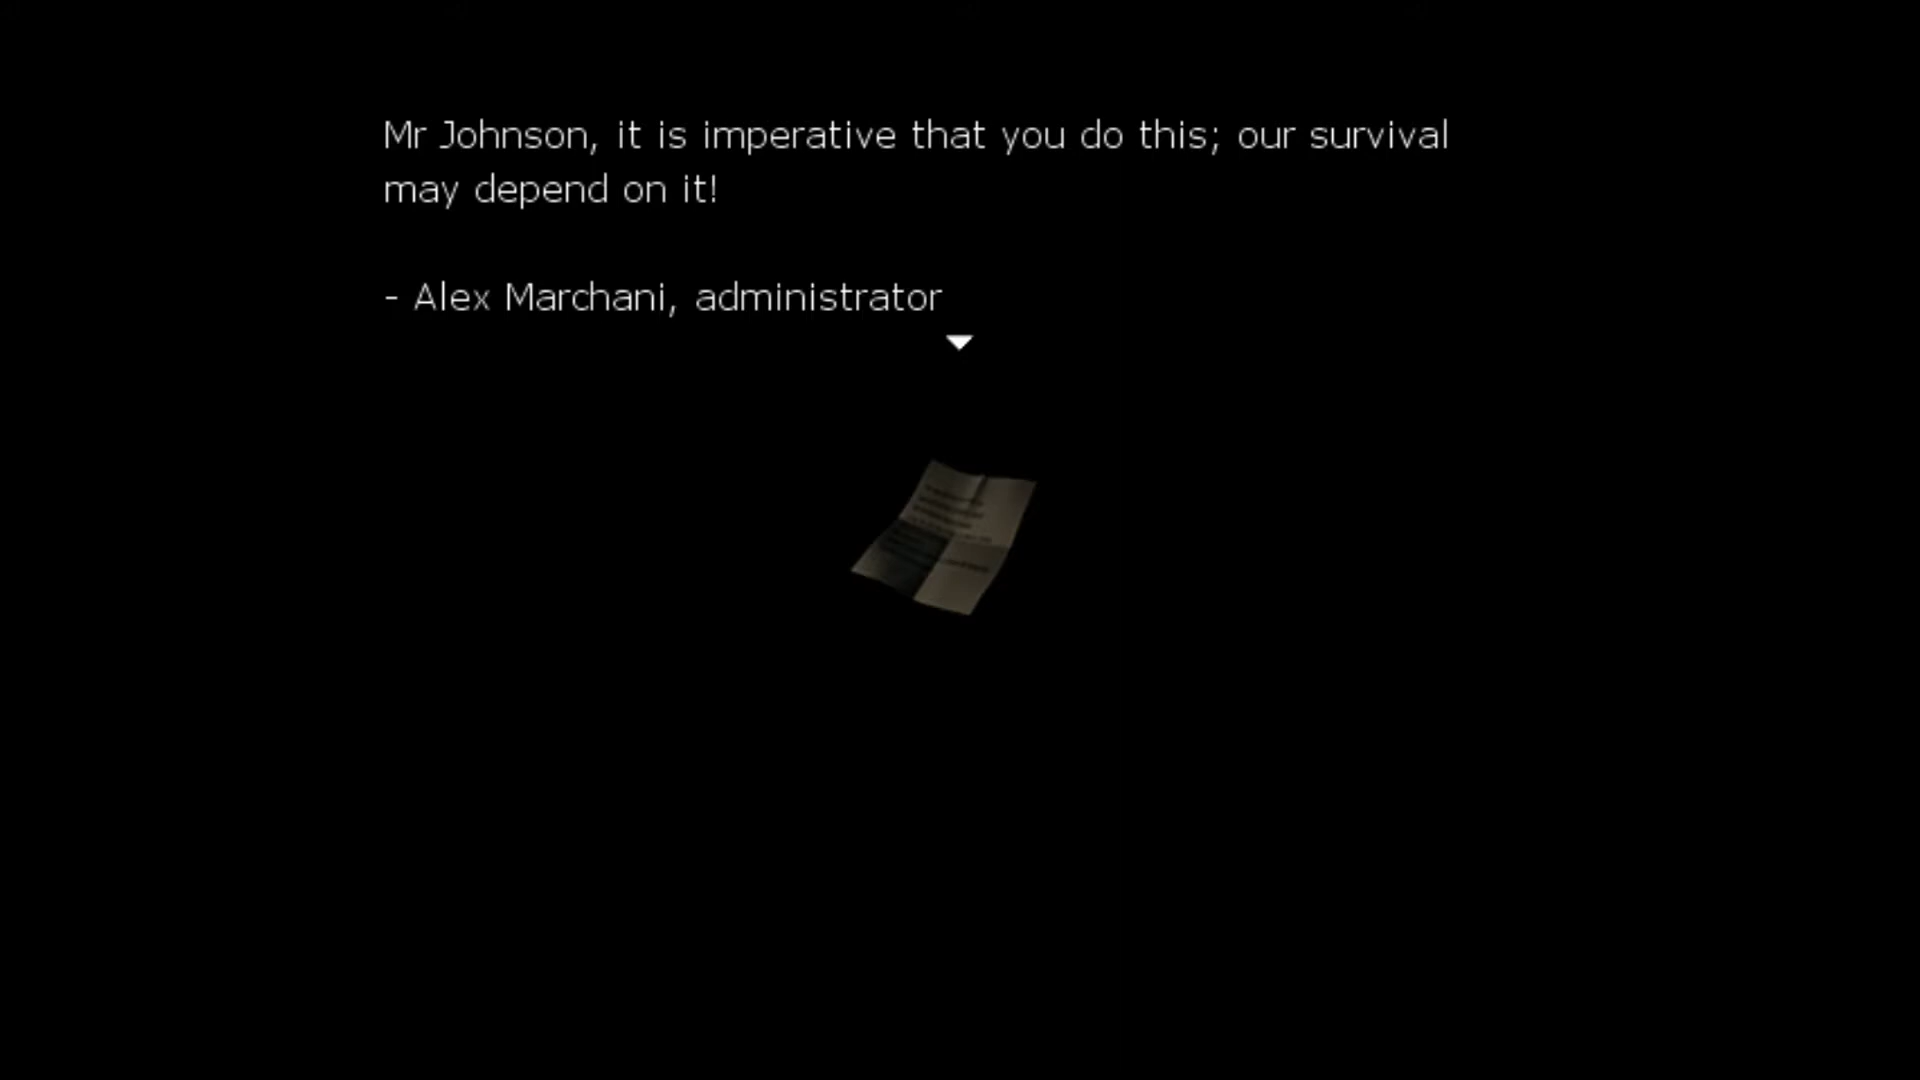 Mr Johnson, it is imperative that you do this; our survival
may depend on it!
- Alex Marchani, administrator